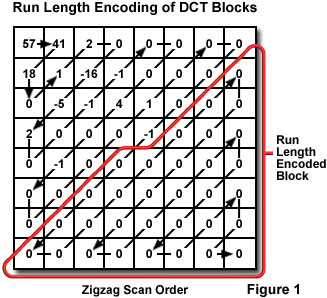 Run Length Encoding of DCT Blocks
57 41 2 0 0 0 0 0
18 1 -16 -1 0 0 0 0
0 -5 -1 4 1 0 0 0
2 0 0 0 -1 0 0 0
0 -1 0 0 0 0 0 0
0 0 0 0 0 0 0 0
0 0 0 0 0 0 0 0
0 0 0 0 0 0 0 0
Run
Length
Encoded
Block
Zigzag Scan Order
Figure 1